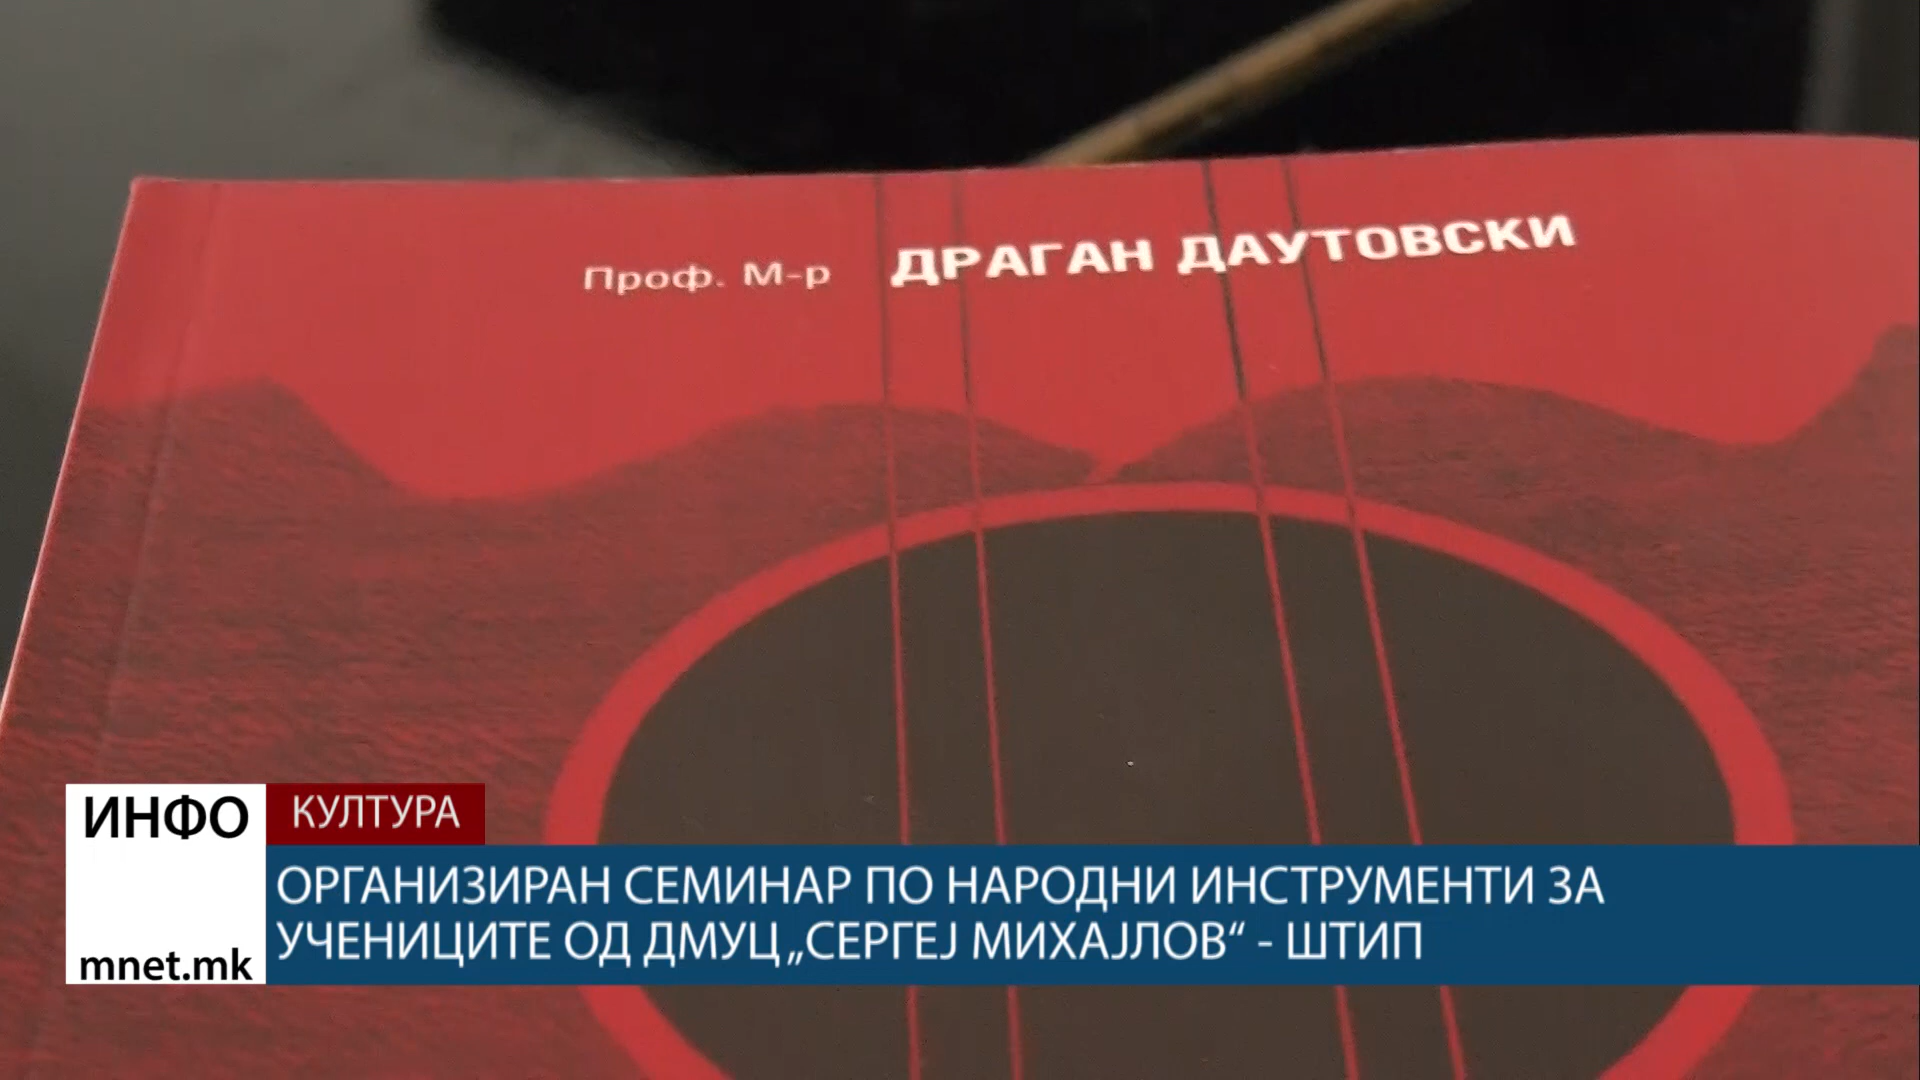 Проф. М-р ДРАГАН ДАУТОВСКИ
ИНФО
КУЛТУРА
ОРГАНИЗИРАН СЕМИНАР ПО НАРОДНИ ИНСТРУМЕНТИ ЗА
УЧЕНИЦИТЕ ОД ДМУЦ „СЕРГЕЈ МИХАЈЛОВ“ - ШТИП
mnet.mk